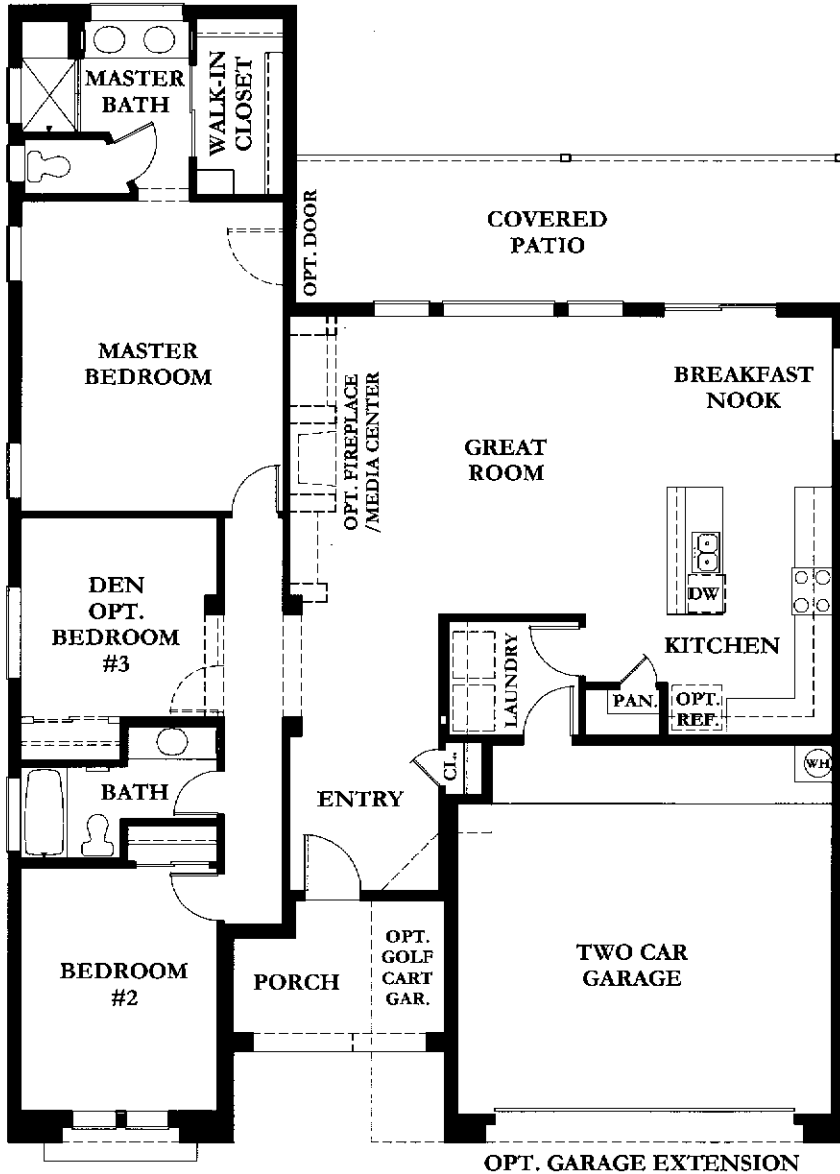 MASTER
BATH
WALK-IN
CLOSET
COVERED
PATIO
OPT. DOOR
MASTER
BEDROOM
OPT. FIREPLACE
/MEDIA CENTER
BREAKFAST
NOOK
GREAT
ROOM
DEN
OPT.
BEDROOM
#3
DW
KITCHEN
LAUNDRY
PAN.
OPT.
REF.
CL.
WH
BATH
ENTRY
BEDROOM
#2
PORCH
OPT.
GOLF
CART
GAR.
TWO CAR
GARAGE
OPT. GARAGE EXTENSION